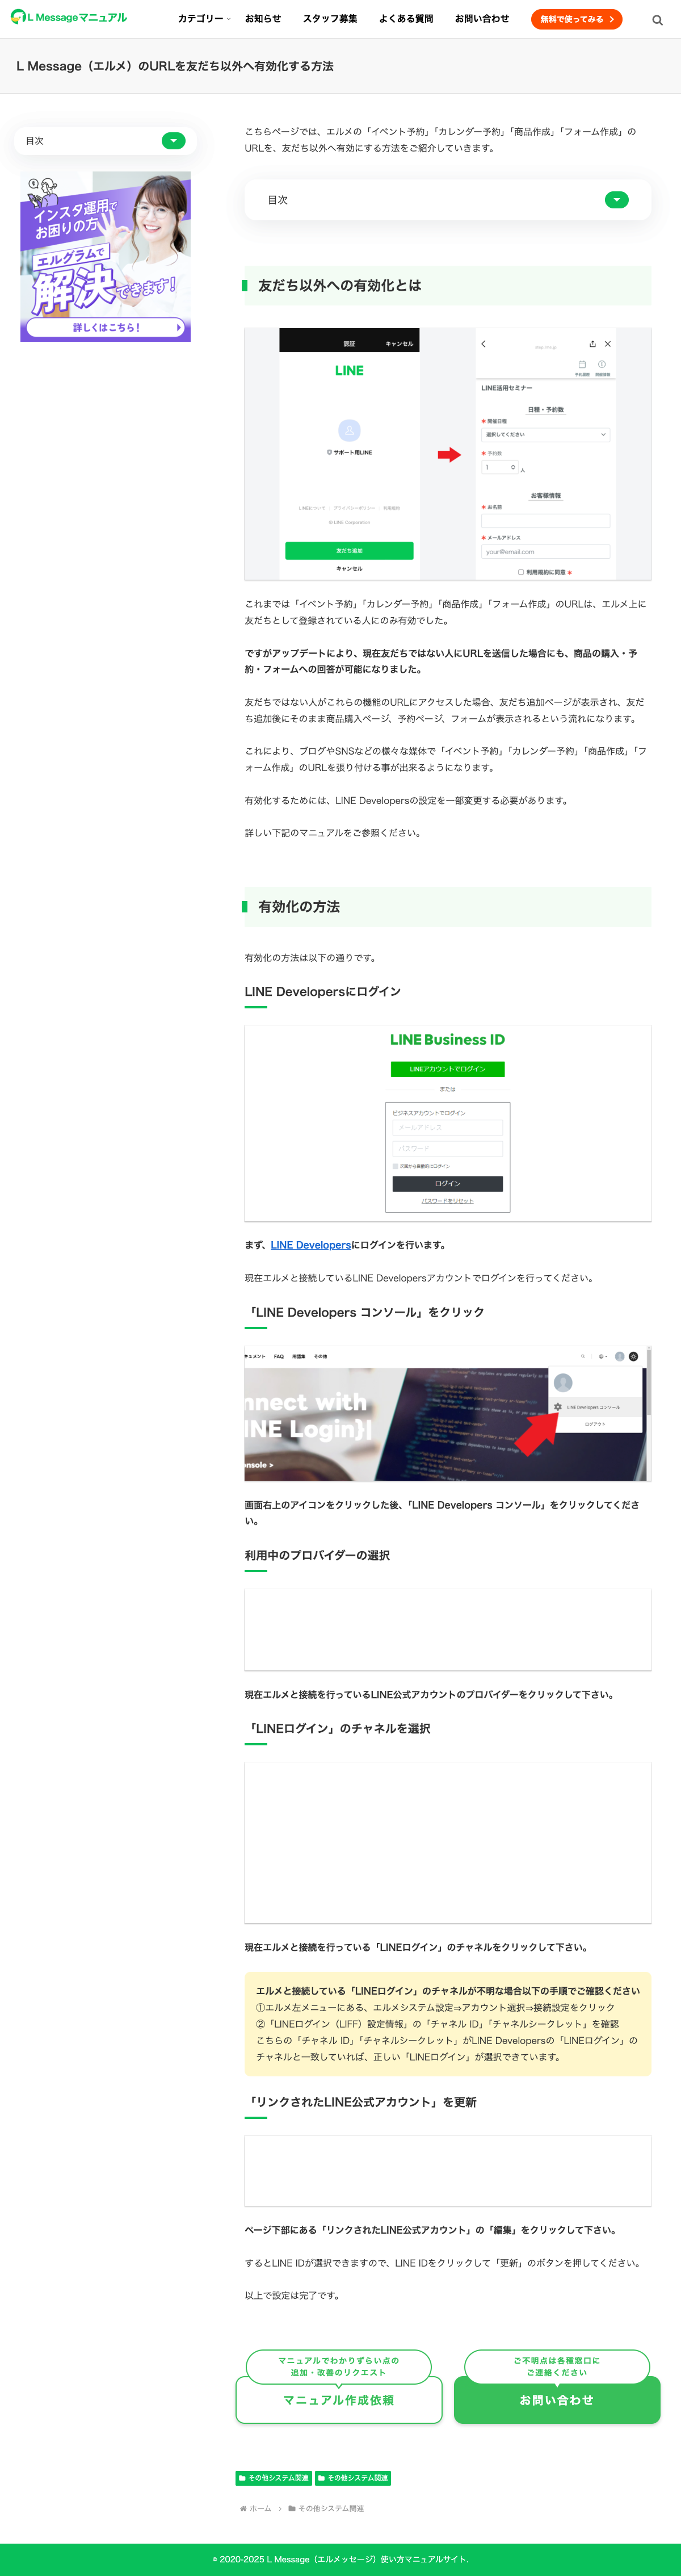 L Messageマニュアル
カテゴリー
お知らせ
スタッフ募集
よくある質問
お問い合わせ
無料で使ってみる
L Message（エルメ）のURLを友だち以外へ有効化する方法
目次
インスタ運用で
お困りの方
エルグラムで
解決できます！
詳しくはこちら！
こちらページでは、エルメの「イベント予約」「カレンダー予約」「商品作成」「フォーム作成」の
URLを、友だち以外へ有効にする方法をご紹介していきます。
目次
友だち以外への有効化とは
認証
キャンセル
LINE
サポート用LINE
LINEについて
プライバシーポリシー
利用規約
© LINE Corporation
友だち追加
キャンセル
予約履歴
開催情報
LINE活用セミナー
日程・予約数
開催日程
選択してください
予約数
1
人
お客様情報
お名前
メールアドレス
your@email.com
利用規約に同意
これまでは「イベント予約」「カレンダー予約」「商品作成」「フォーム作成」のURLは、エルメ上に
友だちとして登録されている人にのみ有効でした。
ですがアップデートにより、現在友だちではない人にURLを送信した場合にも、商品の購入・予
約・フォームへの回答が可能になりました。
友だちではない人がこれらの機能のURLにアクセスした場合、友だち追加ページが表示され、友だ
ち追加後にそのまま商品購入ページ、予約ページ、フォームが表示されるという流れになります。
これにより、ブログやSNSなどの様々な媒体で「イベント予約」「カレンダー予約」「商品作成」「フ
ォーム作成」のURLを張り付ける事が出来るようになります。
有効化するためには、LINE Developersの設定を一部変更する必要があります。
詳しい下記のマニュアルをご参照ください。
有効化の方法
有効化の方法は以下の通りです。
LINE Developersにログイン
LINE Business ID
LINEアカウントでログイン
または
ビジネスアカウントでログイン
メールアドレス
パスワード
次回から自動的にログイン
ログイン
パスワードをリセット
まず、LINE Developersにログインを行います。
現在エルメと接続しているLINE Developersアカウントでログインを行ってください。
「LINE Developers コンソール」をクリック
キュメント
FAQ
用語集
その他
nnect with
INE Login}|
onsole >
LINE Developers コンソール
ログアウト
画面右上のアイコンをクリックした後、「LINE Developers コンソール」をクリックしてくださ
い。
利用中のプロバイダーの選択
現在エルメと接続を行っているLINE公式アカウントのプロバイダーをクリックして下さい。
「LINEログイン」のチャネルを選択
現在エルメと接続を行っている「LINEログイン」のチャネルをクリックして下さい。
エルメと接続している「LINEログイン」のチャネルが不明な場合以下の手順でご確認ください
①エルメ左メニューにある、エルメシステム設定⇒アカウント選択⇒接続設定をクリック
②「LINEログイン（LIFF）設定情報」の「チャネル ID」「チャネルシークレット」を確認
こちらの「チャネル ID」「チャネルシークレット」がLINE Developersの「LINEログイン」の
チャネルと一致していれば、正しい「LINEログイン」が選択できています。
「リンクされたLINE公式アカウント」を更新
ページ下部にある「リンクされたLINE公式アカウント」の「編集」をクリックして下さい。
するとLINE IDが選択できますので、LINE IDをクリックして「更新」のボタンを押してください。
以上で設定は完了です。
マニュアルでわかりずらい点の
追加・改善のリクエスト
マニュアル作成依頼
ご不明点は各種窓口に
ご連絡ください
お問い合わせ
その他システム関連
その他システム関連
ホーム
その他システム関連
© 2020-2025 L Message（エルメッセージ）使い方マニュアルサイト.